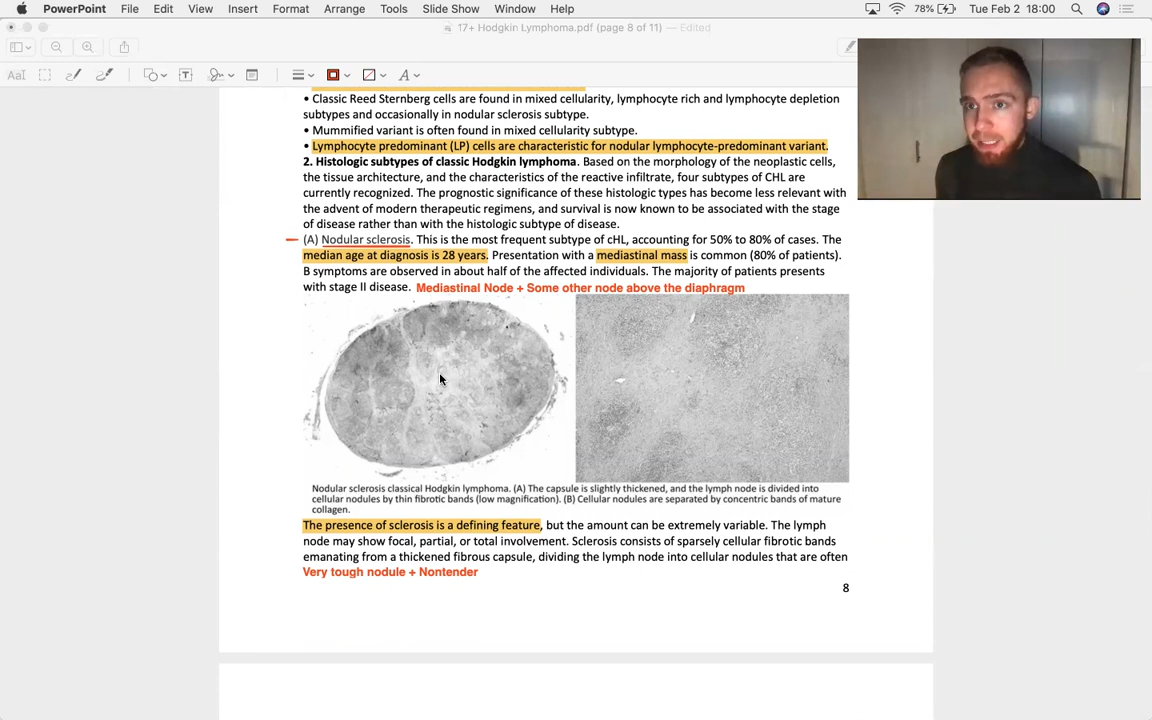 PowerPoint File Edit View Insert Format Arrange Tools Slide Show Window Help 78% Tue Feb 2 18:00
17+ Hodgkin Lymphoma.pdf (page 8 of 11) — Edited
• Classic Reed Sternberg cells are found in mixed cellularity, lymphocyte rich and lymphocyte depletion
subtypes and occasionally in nodular sclerosis subtype.
• Mummified variant is often found in mixed cellularity subtype.
• Lymphocyte predominant (LP) cells are characteristic for nodular lymphocyte-predominant variant.
2. Histologic subtypes of classic Hodgkin lymphoma. Based on the morphology of the neoplastic cells,
the tissue architecture, and the characteristics of the reactive infiltrate, four subtypes of CHL are
currently recognized. The prognostic significance of these histologic types has become less relevant with
the advent of modern therapeutic regimens, and survival is now known to be associated with the stage
of disease rather than with the histologic subtype of disease.
(A) Nodular sclerosis. This is the most frequent subtype of cHL, accounting for 50% to 80% of cases. The
median age at diagnosis is 28 years. Presentation with a mediastinal mass is common (80% of patients).
B symptoms are observed in about half of the affected individuals. The majority of patients presents
with stage II disease. Mediastinal Node + Some other node above the diaphragm
Nodular sclerosis classical Hodgkin lymphoma. (A) The capsule is slightly thickened, and the lymph node is divided into
cellular nodules by thin fibrotic bands (low magnification). (B) Cellular nodules are separated by concentric bands of mature
collagen.
The presence of sclerosis is a defining feature, but the amount can be extremely variable. The lymph
node may show focal, partial, or total involvement. Sclerosis consists of sparsely cellular fibrotic bands
emanating from a thickened fibrous capsule, dividing the lymph node into cellular nodules that are often
Very tough nodule + Nontender
8